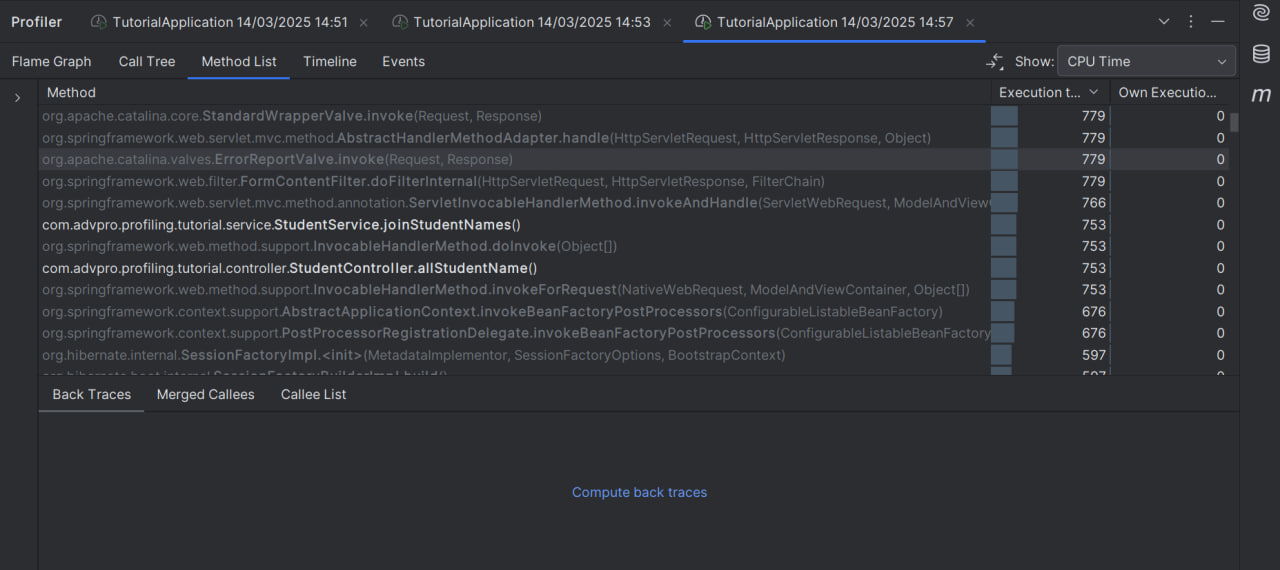 Profiler TutorialApplication 14/03/2025 14:51 TutorialApplication 14/03/2025 14:53 TutorialApplication 14/03/2025 14:57
Flame Graph Call Tree Method List Timeline Events Show: CPU Time
Method Execution t... Own Executio...
org.apache.catalina.core.StandardWrapperValve.invoke(Request, Response) 779 0
org.springframework.web.servlet.mvc.method.AbstractHandlerMethodAdapter.handle(HttpServletRequest, HttpServletResponse, Object) 779 0
org.apache.catalina.valves.ErrorReportValve.invoke(Request, Response) 779 0
org.springframework.web.filter.FormContentFilter.doFilterInternal(HttpServletRequest, HttpServletResponse, FilterChain) 779 0
org.springframework.web.servlet.mvc.method.annotation.ServletInvocableHandlerMethod.invokeAndHandle(ServletWebRequest, ModelAndViewC 766 0
com.advpro.profiling.tutorial.service.StudentService.joinStudentNames() 753 0
org.springframework.web.method.support.InvocableHandlerMethod.doInvoke(Object[]) 753 0
com.advpro.profiling.tutorial.controller.StudentController.allStudentName() 753 0
org.springframework.web.method.support.InvocableHandlerMethod.invokeForRequest(NativeWebRequest, ModelAndViewContainer, Object[]) 753 0
org.springframework.context.support.AbstractApplicationContext.invokeBeanFactoryPostProcessors(ConfigurableListableBeanFactory) 676 0
org.springframework.context.support.PostProcessorRegistrationDelegate.invokeBeanFactoryPostProcessors(ConfigurableListableBeanFactory 676 0
org.hibernate.internal.SessionFactoryImpl.<init>(MetadataImplementor, SessionFactoryOptions, BootstrapContext) 597 0
org.hibernate.boot.internal.SessionFactoryBuilderImpl.build() 597 0
Back Traces Merged Callees Callee List
Compute back traces